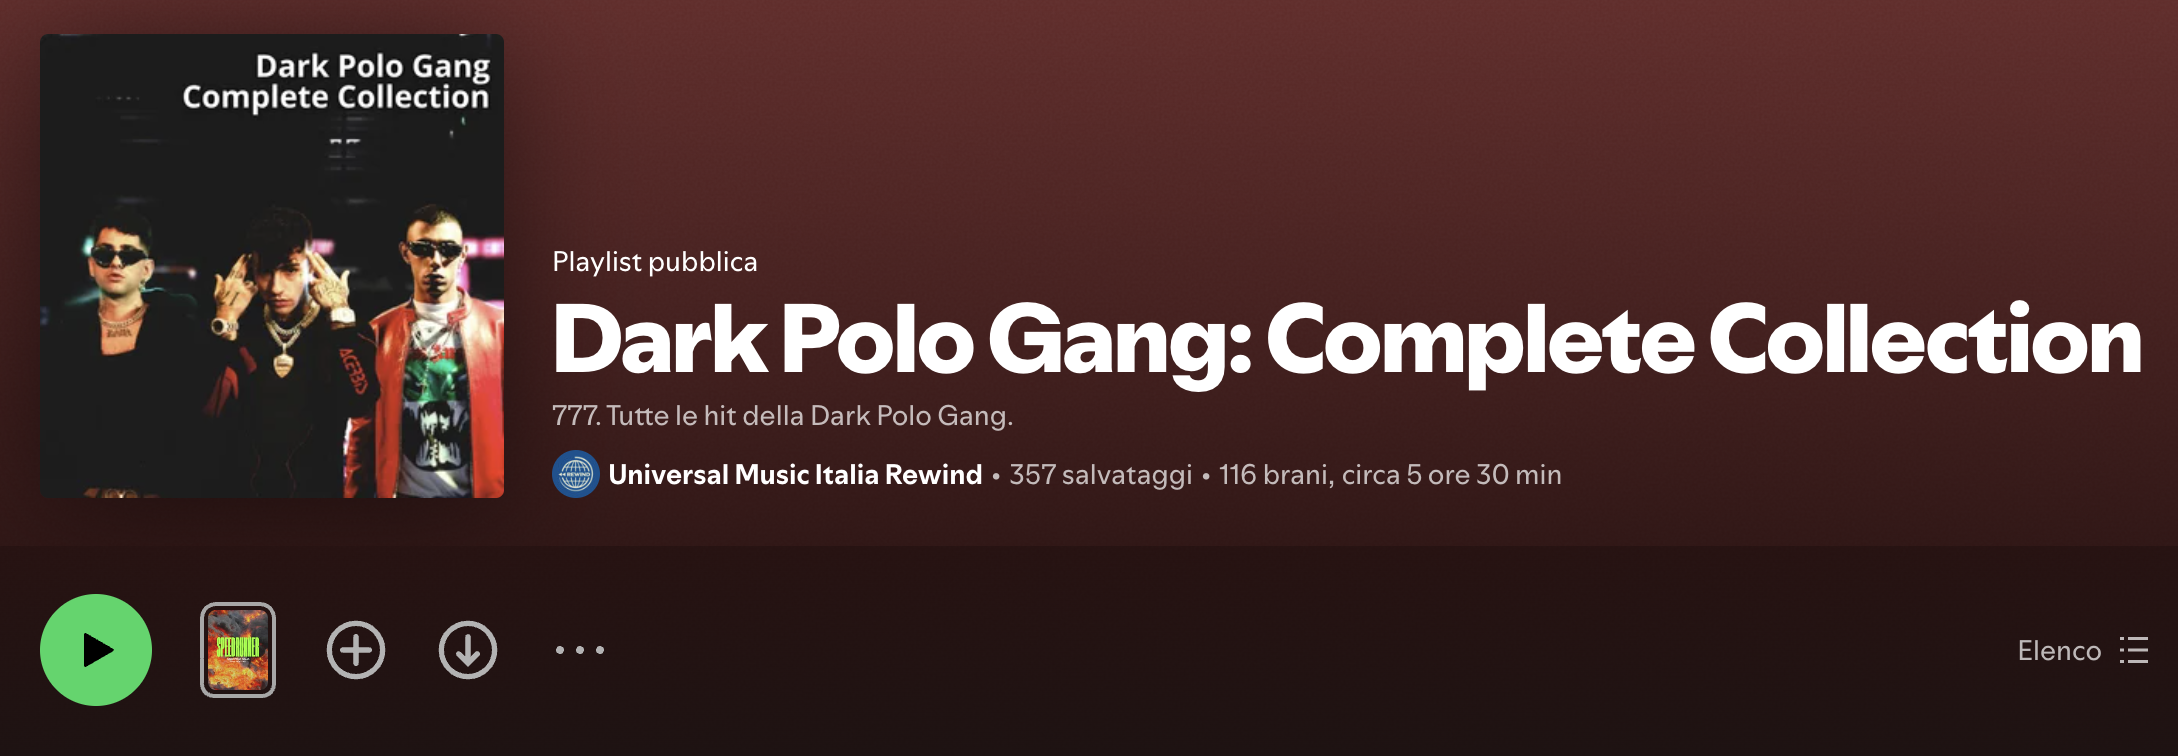 Dark Polo Gang
Complete Collection
Playlist pubblica
Dark Polo Gang: Complete Collection
777. Tutte le hit della Dark Polo Gang.
REWIND
Universal Music Italia Rewind • 357 salvataggi • 116 brani, circa 5 ore 30 min
SPEEDRUNNER
Elenco